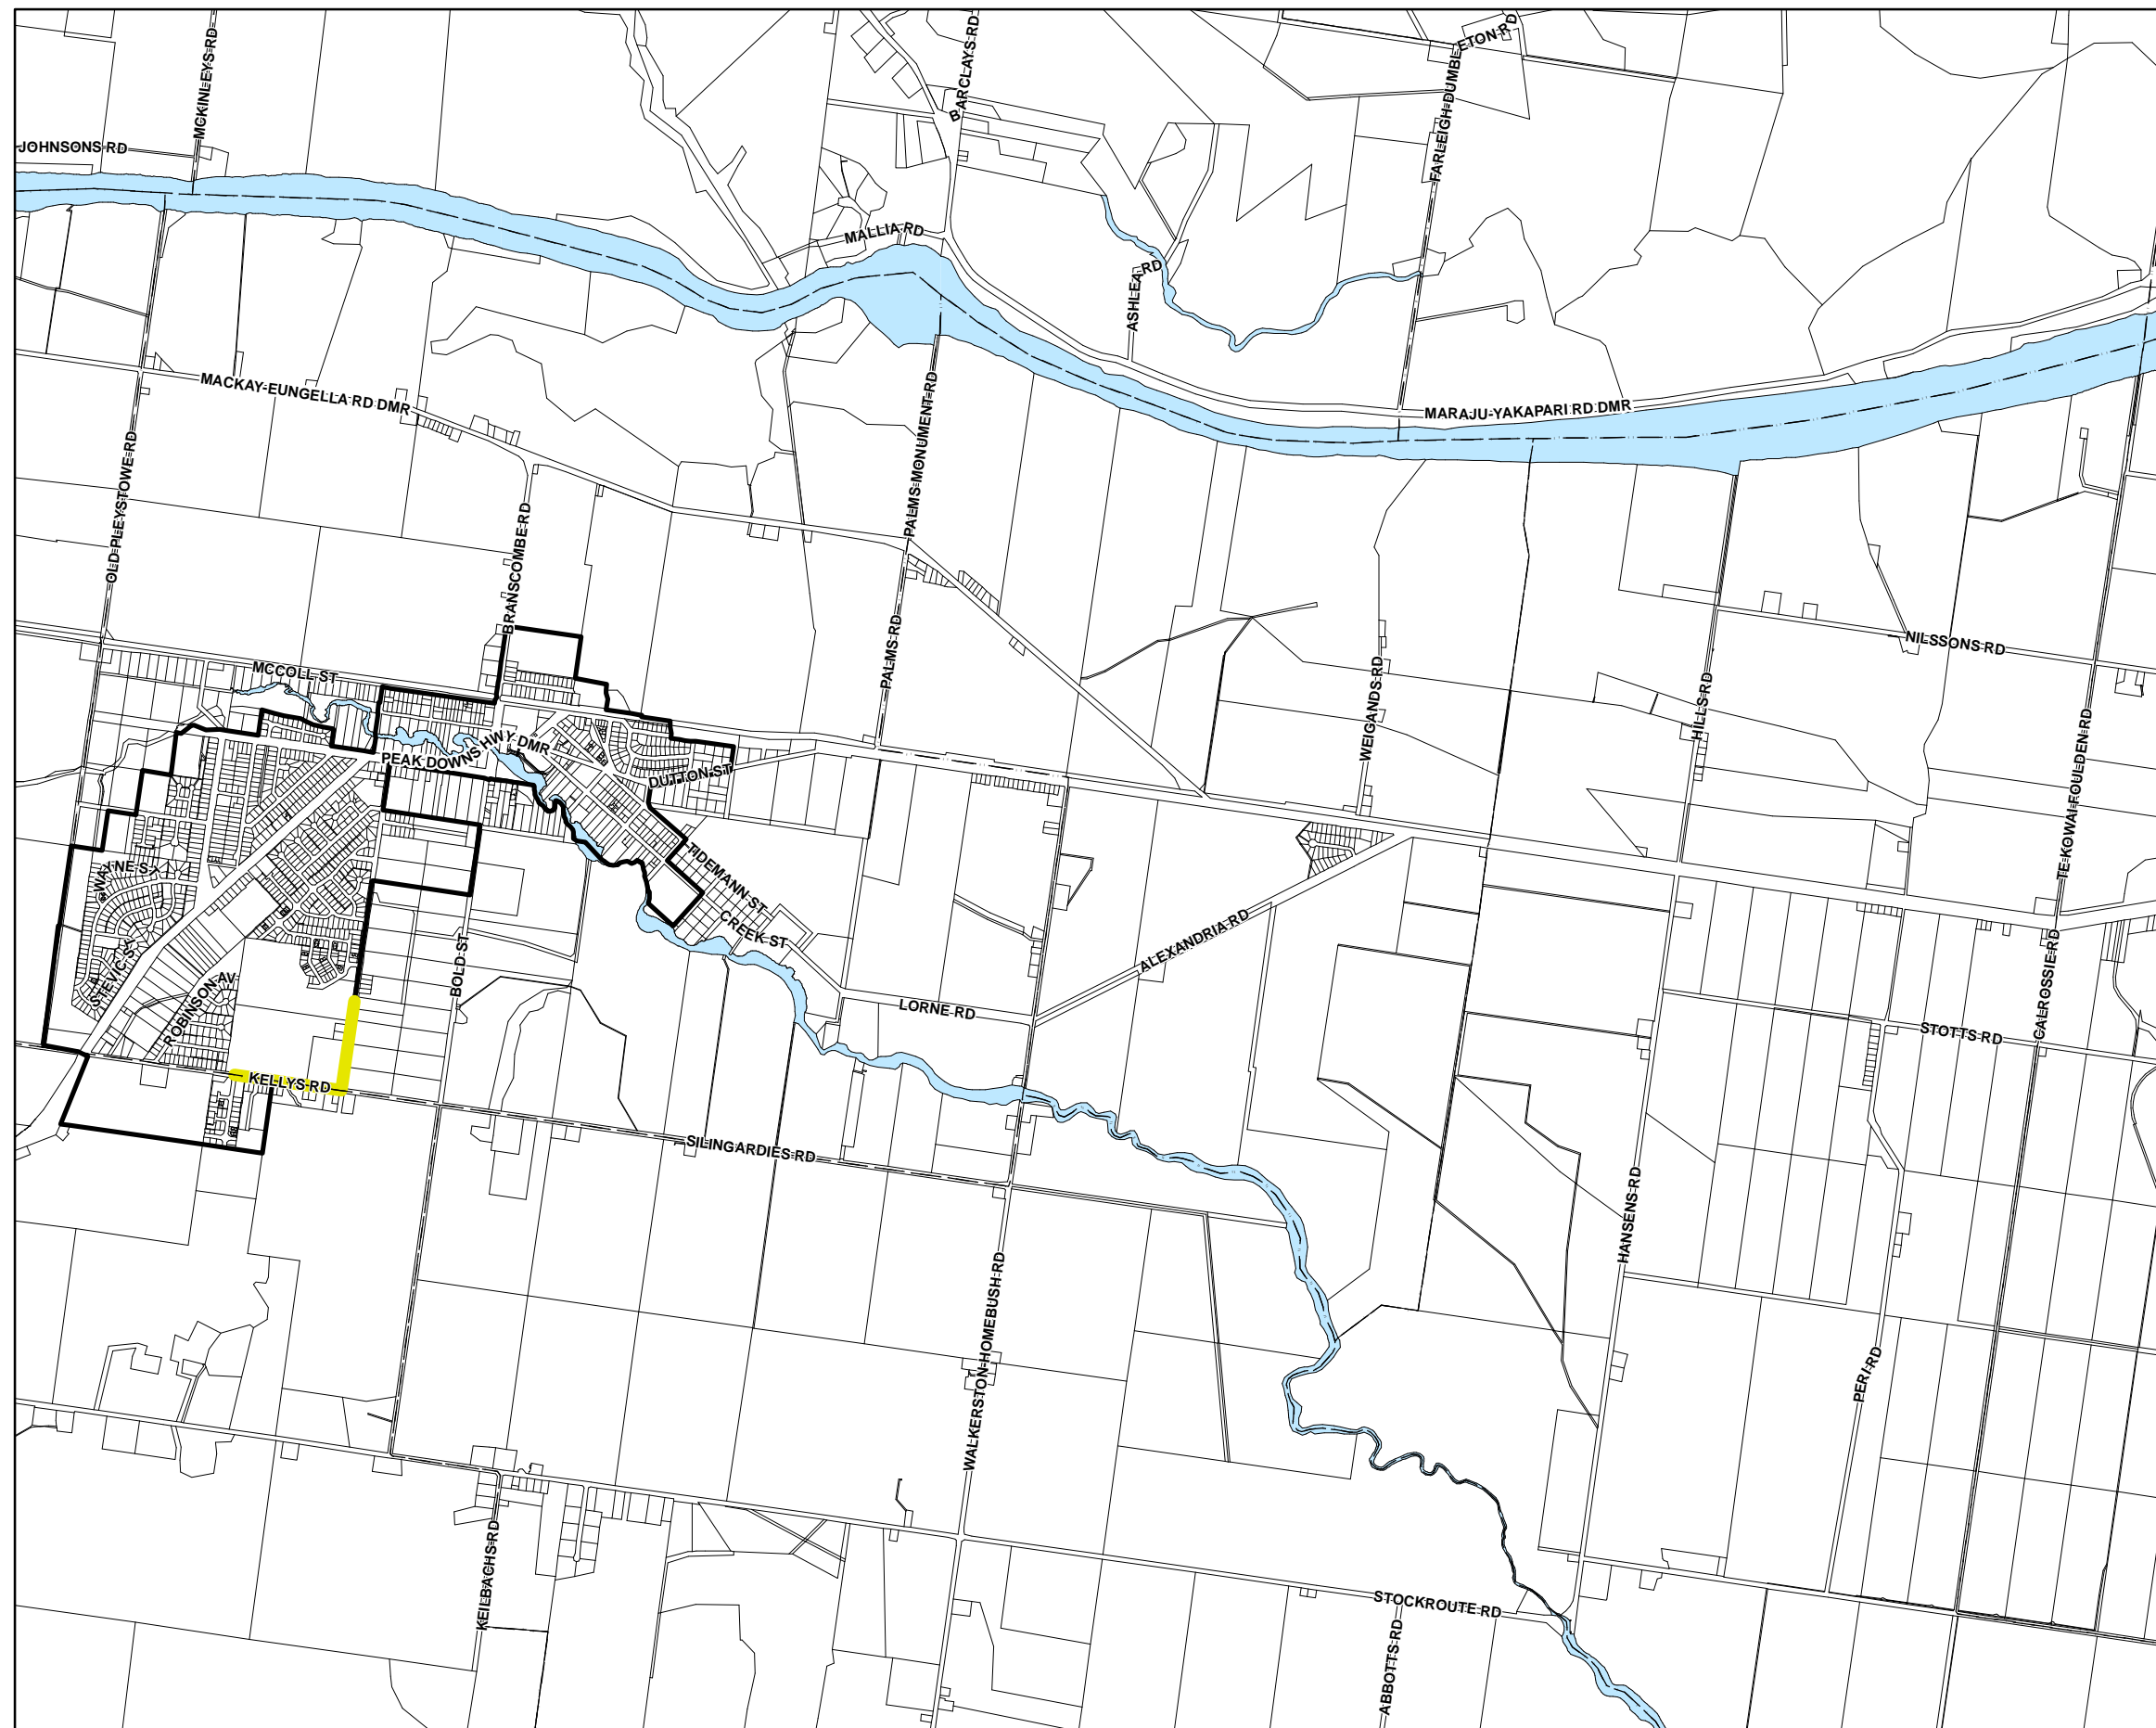 MCKINLEYS RD
BARCLAYS RD
FARLEIGH-DUMBLETON RD
JOHNSONS RD
MALLIA RD
ASHLEA RD
MACKAY-EUNGELLA RD DMR
MARAJU-YAKAPARI RD DMR
OLD PLEYSTOWE RD
PALMS MONUMENT RD
BRANSCOMBE RD
PALMS RD
NILSSONS RD
MCCOLL ST
WEIGANDS RD
HILLS RD
PEAK DOWNS HWY DMR
DUTTON ST
TE KOWAI FOULDEN RD
TIDEMANN ST
CREEK ST
ALEXANDRIA RD
BOLD ST
STEVIC ST
ROBINSON AV
LORNE RD
CALROSSIE RD
STOTTS RD
KELLYS RD
SILINGARDIES RD
HANSENS RD
WALKERSTON-HOMEBUSH RD
PERI RD
KEILBACHS RD
STOCKROUTE RD
ABBOTTS RD